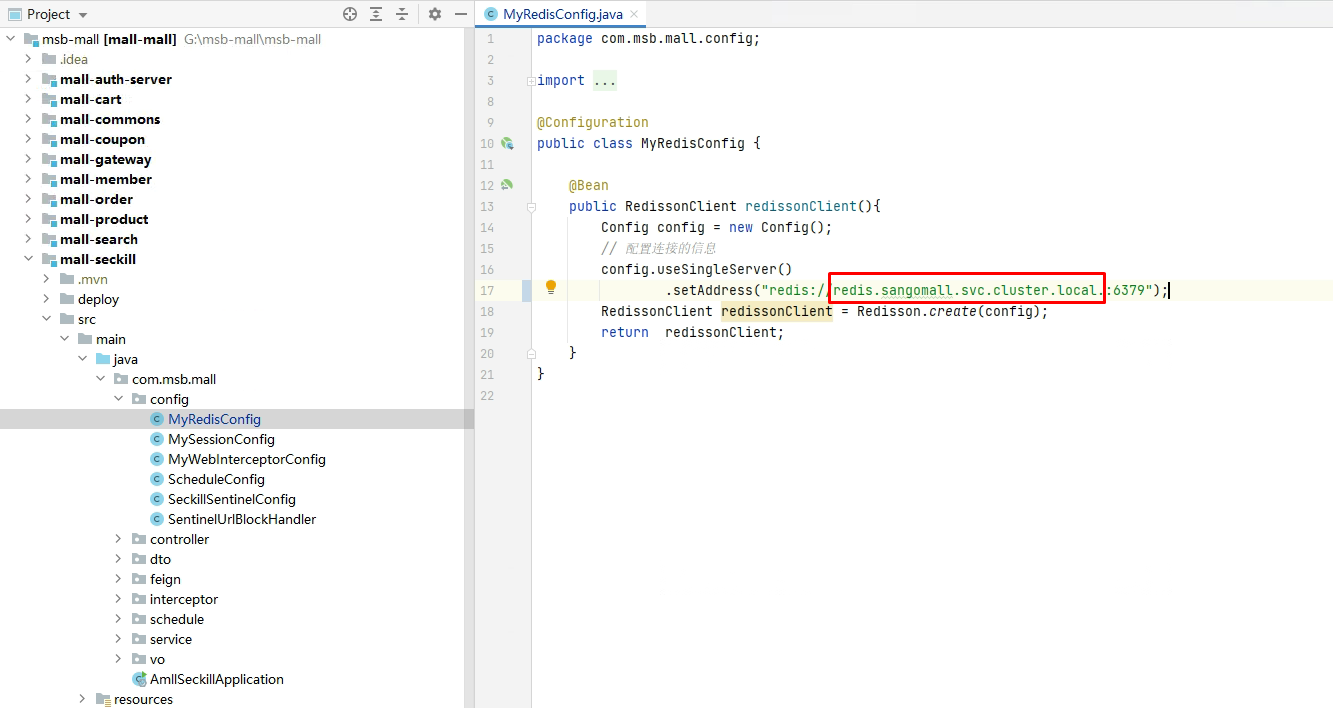 Project
msb-mall [mall-mall] G:\msb-mall\msb-mall
.idea
mall-auth-server
mall-cart
mall-commons
mall-coupon
mall-gateway
mall-member
mall-order
mall-product
mall-search
mall-seckill
.mvn
deploy
src
main
java
com.msb.mall
config
MyRedisConfig
MySessionConfig
MyWebInterceptorConfig
ScheduleConfig
SeckillSentinelConfig
SentinelUrlBlockHandler
controller
dto
feign
interceptor
schedule
service
vo
AmllSeckillApplication
resources
MyRedisConfig.java
1 package com.msb.mall.config;
2
3 import ...
8
9 @Configuration
10 public class MyRedisConfig {
11
12 @Bean
13 public RedissonClient redissonClient(){
14 Config config = new Config();
15 // 配置连接的信息
16 config.useSingleServer()
17 .setAddress("redis://redis.sangomall.svc.cluster.local.:6379");
18 RedissonClient redissonClient = Redisson.create(config);
19 return redissonClient;
20 }
21 }
22